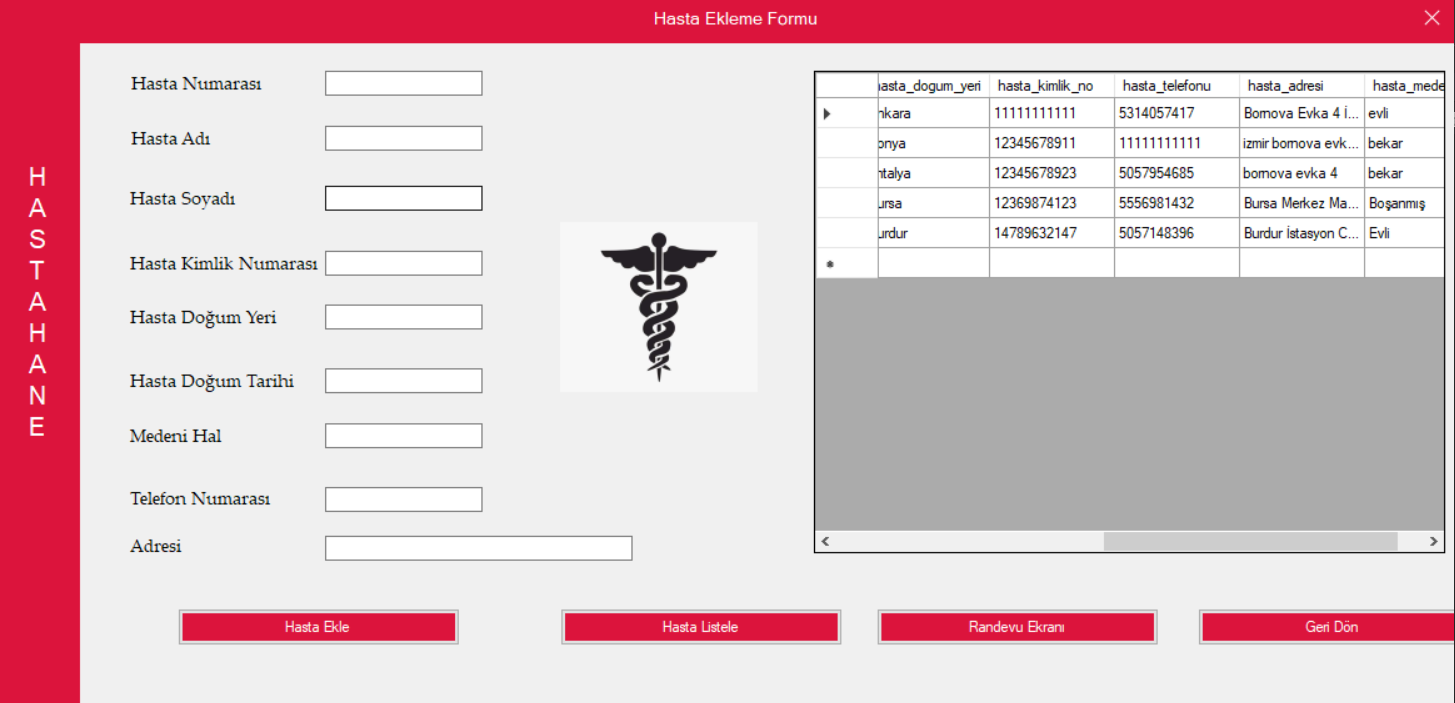 Hasta Ekleme Formu
HASTAHANE
Hasta Numarası
Hasta Adı
Hasta Soyadı
Hasta Kimlik Numarası
Hasta Doğum Yeri
Hasta Doğum Tarihi
Medeni Hal
Telefon Numarası
Adresi
hasta_dogum_yeri hasta_kimlik_no hasta_telefonu hasta_adresi hasta_mede
nkara 11111111111 5314057417 Bornova Evka 4 İ... evli
onya 12345678911 11111111111 izmir bornova evk... bekar
ntalya 12345678923 5057954685 bornova evka 4 bekar
ursa 12369874123 5556981432 Bursa Merkez Ma... Boşanmış
urdur 14789632147 5057148396 Burdur İstasyon C... Evli
Hasta Ekle
Hasta Listele
Randevu Ekranı
Geri Dön